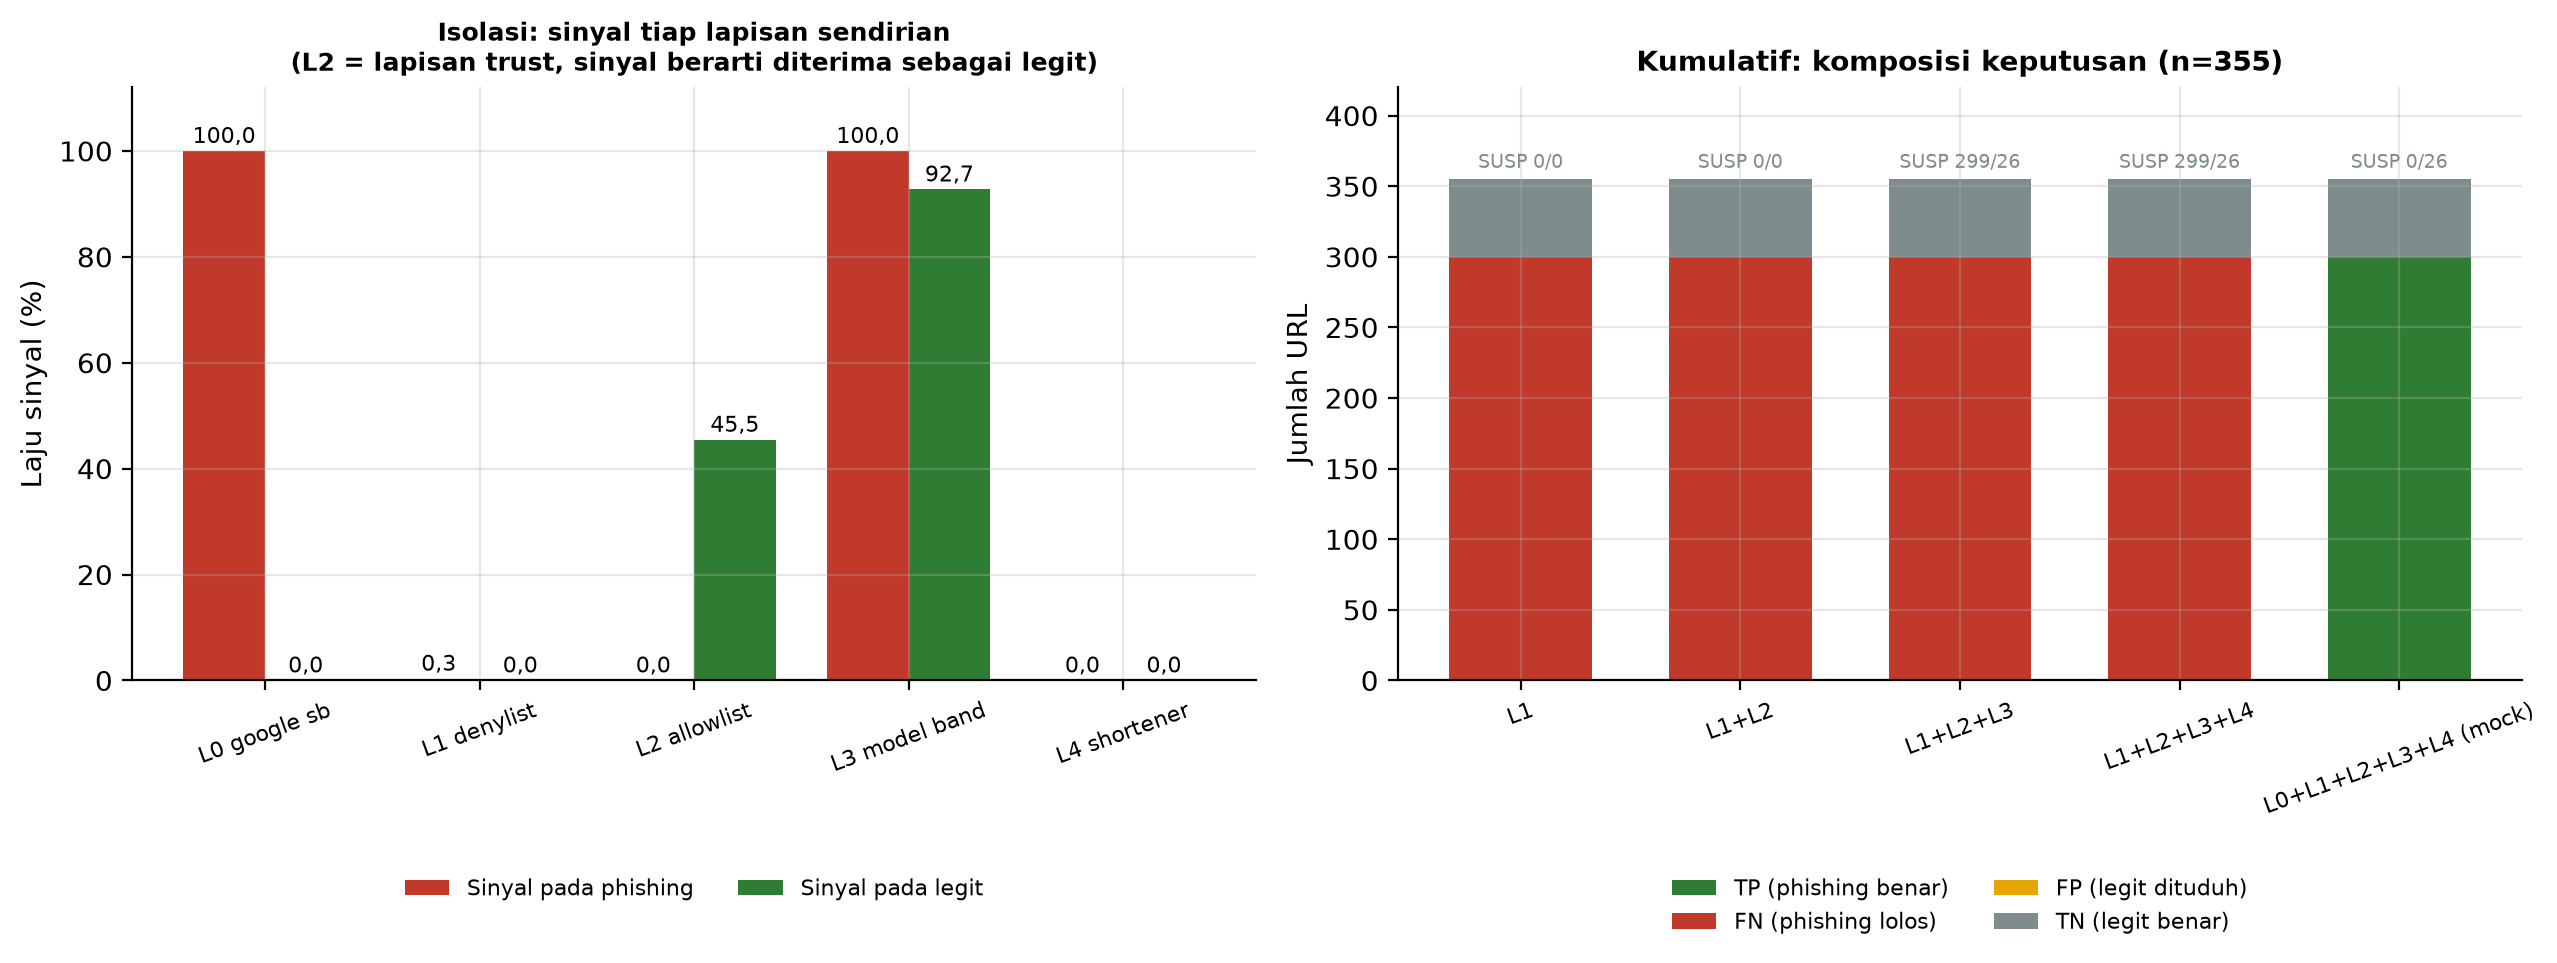 Isolasi: sinyal tiap lapisan sendirian
(L2 = lapisan trust, sinyal berarti diterima sebagai legit)
Laju sinyal (%)
100
80
60
40
20
0
100,0
0,0
0,3
0,0
0,0
45,5
100,0
92,7
0,0
0,0
L0 google sb
L1 denylist
L2 allowlist
L3 model band
L4 shortener
Sinyal pada phishing
Sinyal pada legit
Kumulatif: komposisi keputusan (n=355)
Jumlah URL
400
350
300
250
200
150
100
50
0
SUSP 0/0
SUSP 0/0
SUSP 299/26
SUSP 299/26
SUSP 0/26
L1
L1+L2
L1+L2+L3
L1+L2+L3+L4
L0+L1+L2+L3+L4 (mock)
TP (phishing benar)
FP (legit dituduh)
FN (phishing lolos)
TN (legit benar)